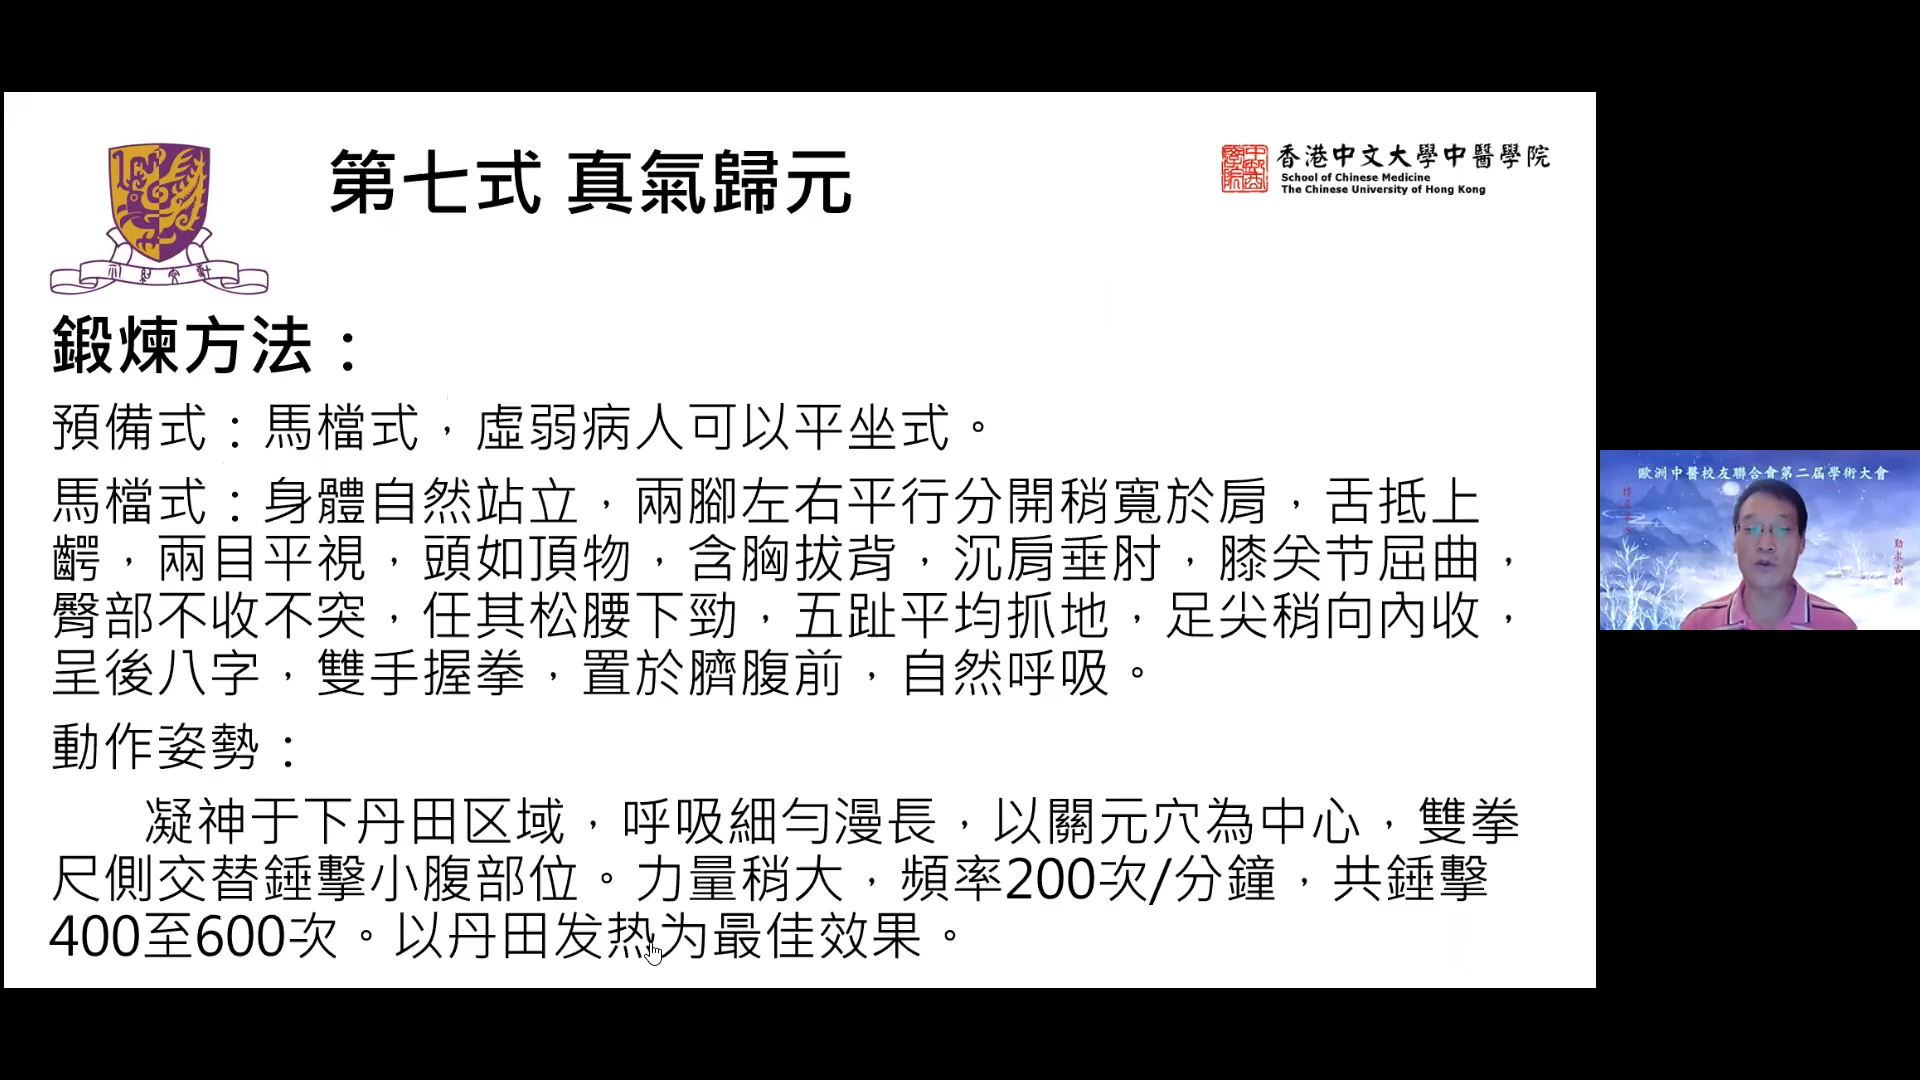 第七式 真氣歸元
香港中文大學中醫學院
School of Chinese Medicine
The Chinese University of Hong Kong
鍛煉方法：
預備式：馬檔式，虛弱病人可以平坐式。
馬檔式：身體自然站立，兩腳左右平行分開稍寬於肩，舌抵上
齶，兩目平視，頭如頂物，含胸拔背，沉肩垂肘，膝关节屈曲，
臀部不收不突，任其松腰下勁，五趾平均抓地，足尖稍向內收，
呈後八字，雙手握拳，置於臍腹前，自然呼吸。
動作姿勢：
凝神于下丹田区域，呼吸細勻漫長，以關元穴為中心，雙拳
尺側交替錘擊小腹部位。力量稍大，頻率200次/分鐘，共錘擊
400至600次。以丹田发热为最佳效果。
歐洲中醫校友聯合會第二屆學術大會